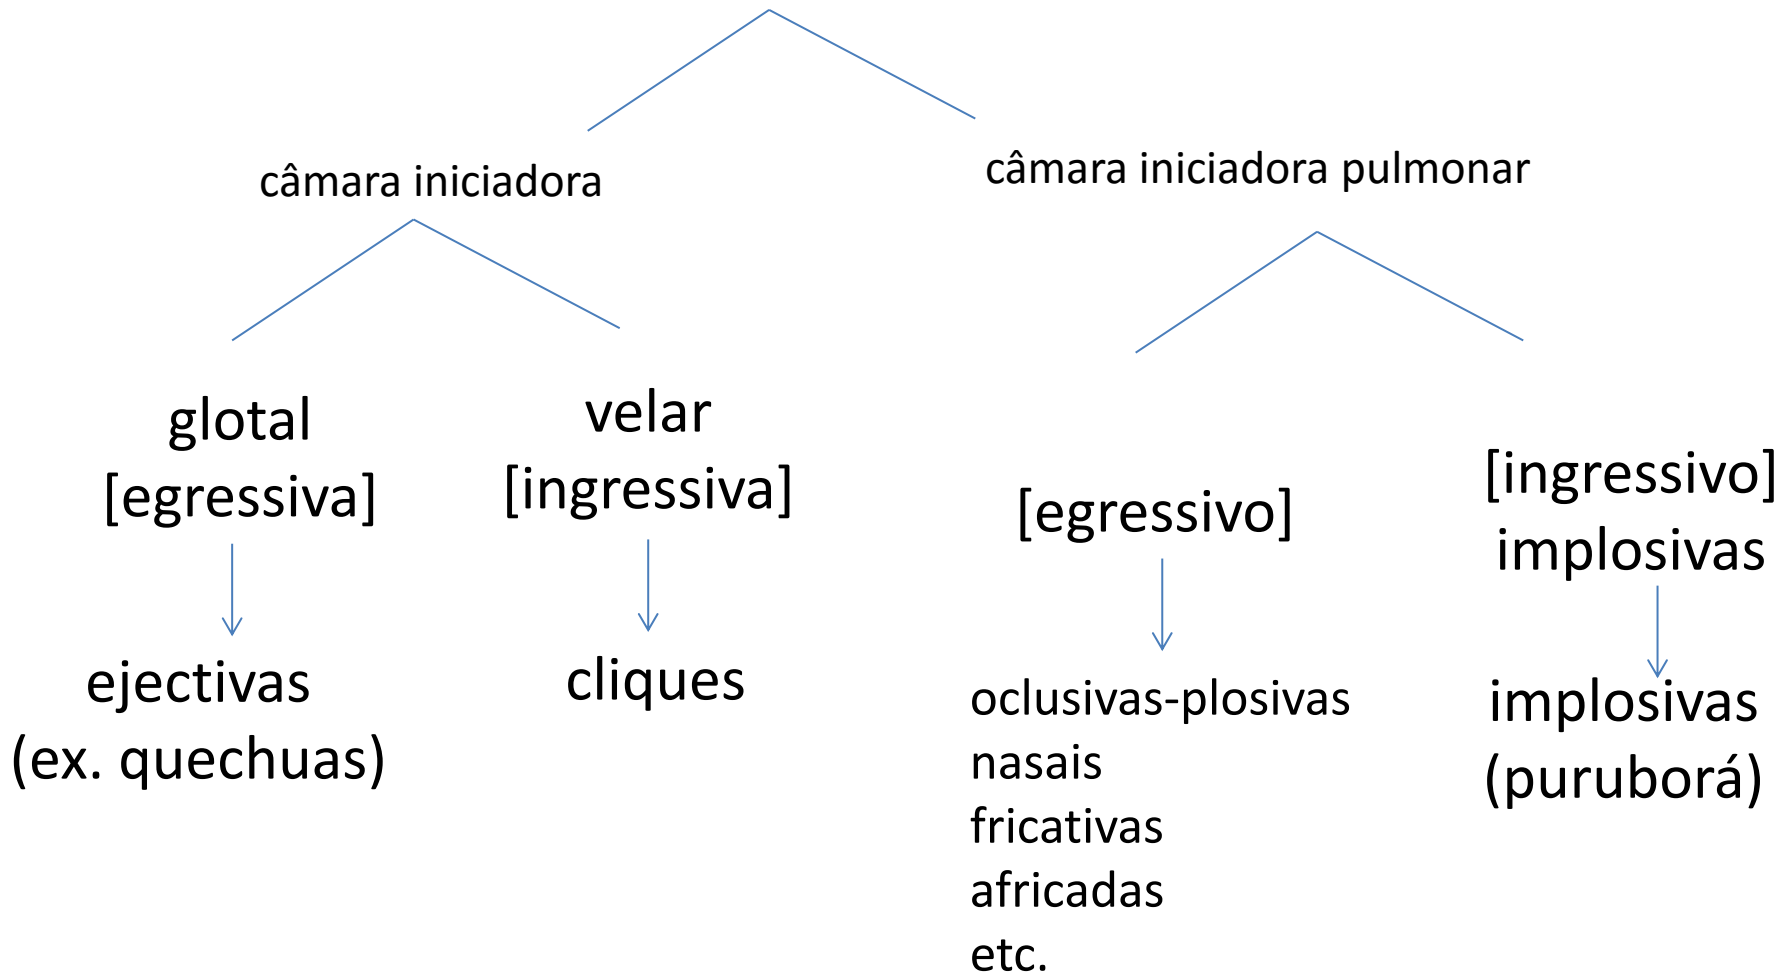 câmara iniciadora
câmara iniciadora pulmonar
glotal
[egressiva]
velar
[ingressiva]
[egressivo]
[ingressivo]
implosivas
ejectivas
(ex. quechuas)
cliques
oclusivas-plosivas
nasais
fricativas
africadas
etc.
implosivas
(puruborá)